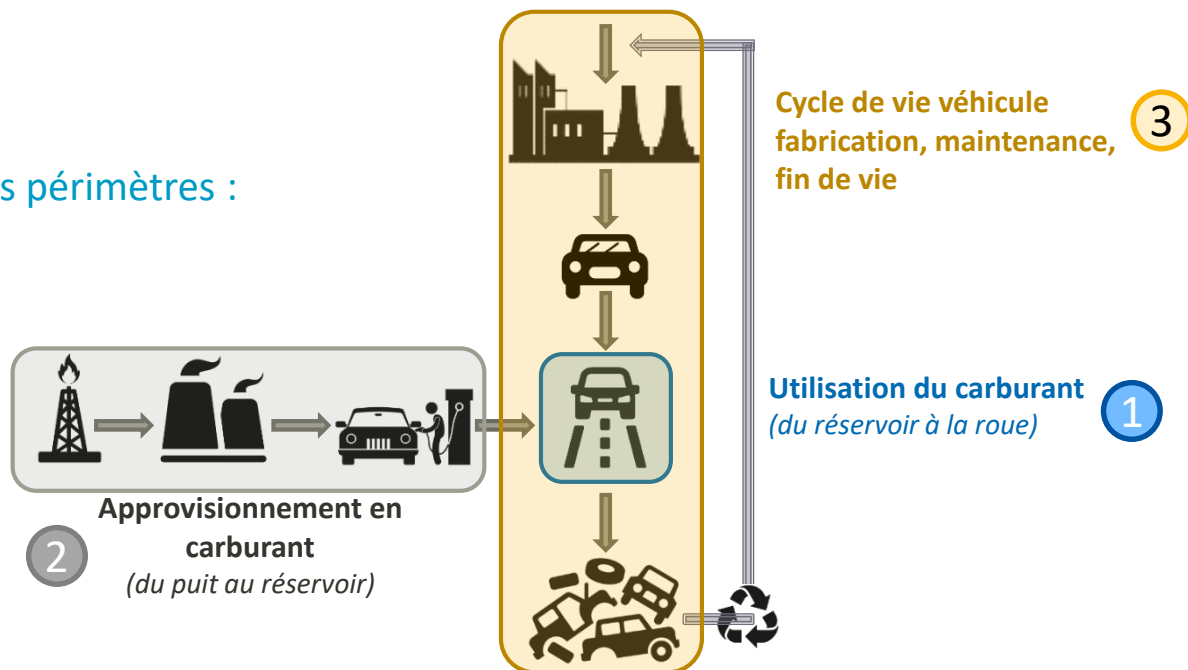 s périmètres :
Cycle de vie véhicule
fabrication, maintenance,
fin de vie
3
Utilisation du carburant
(du réservoir à la roue)
1
Approvisionnement en
carburant
(du puit au réservoir)
2